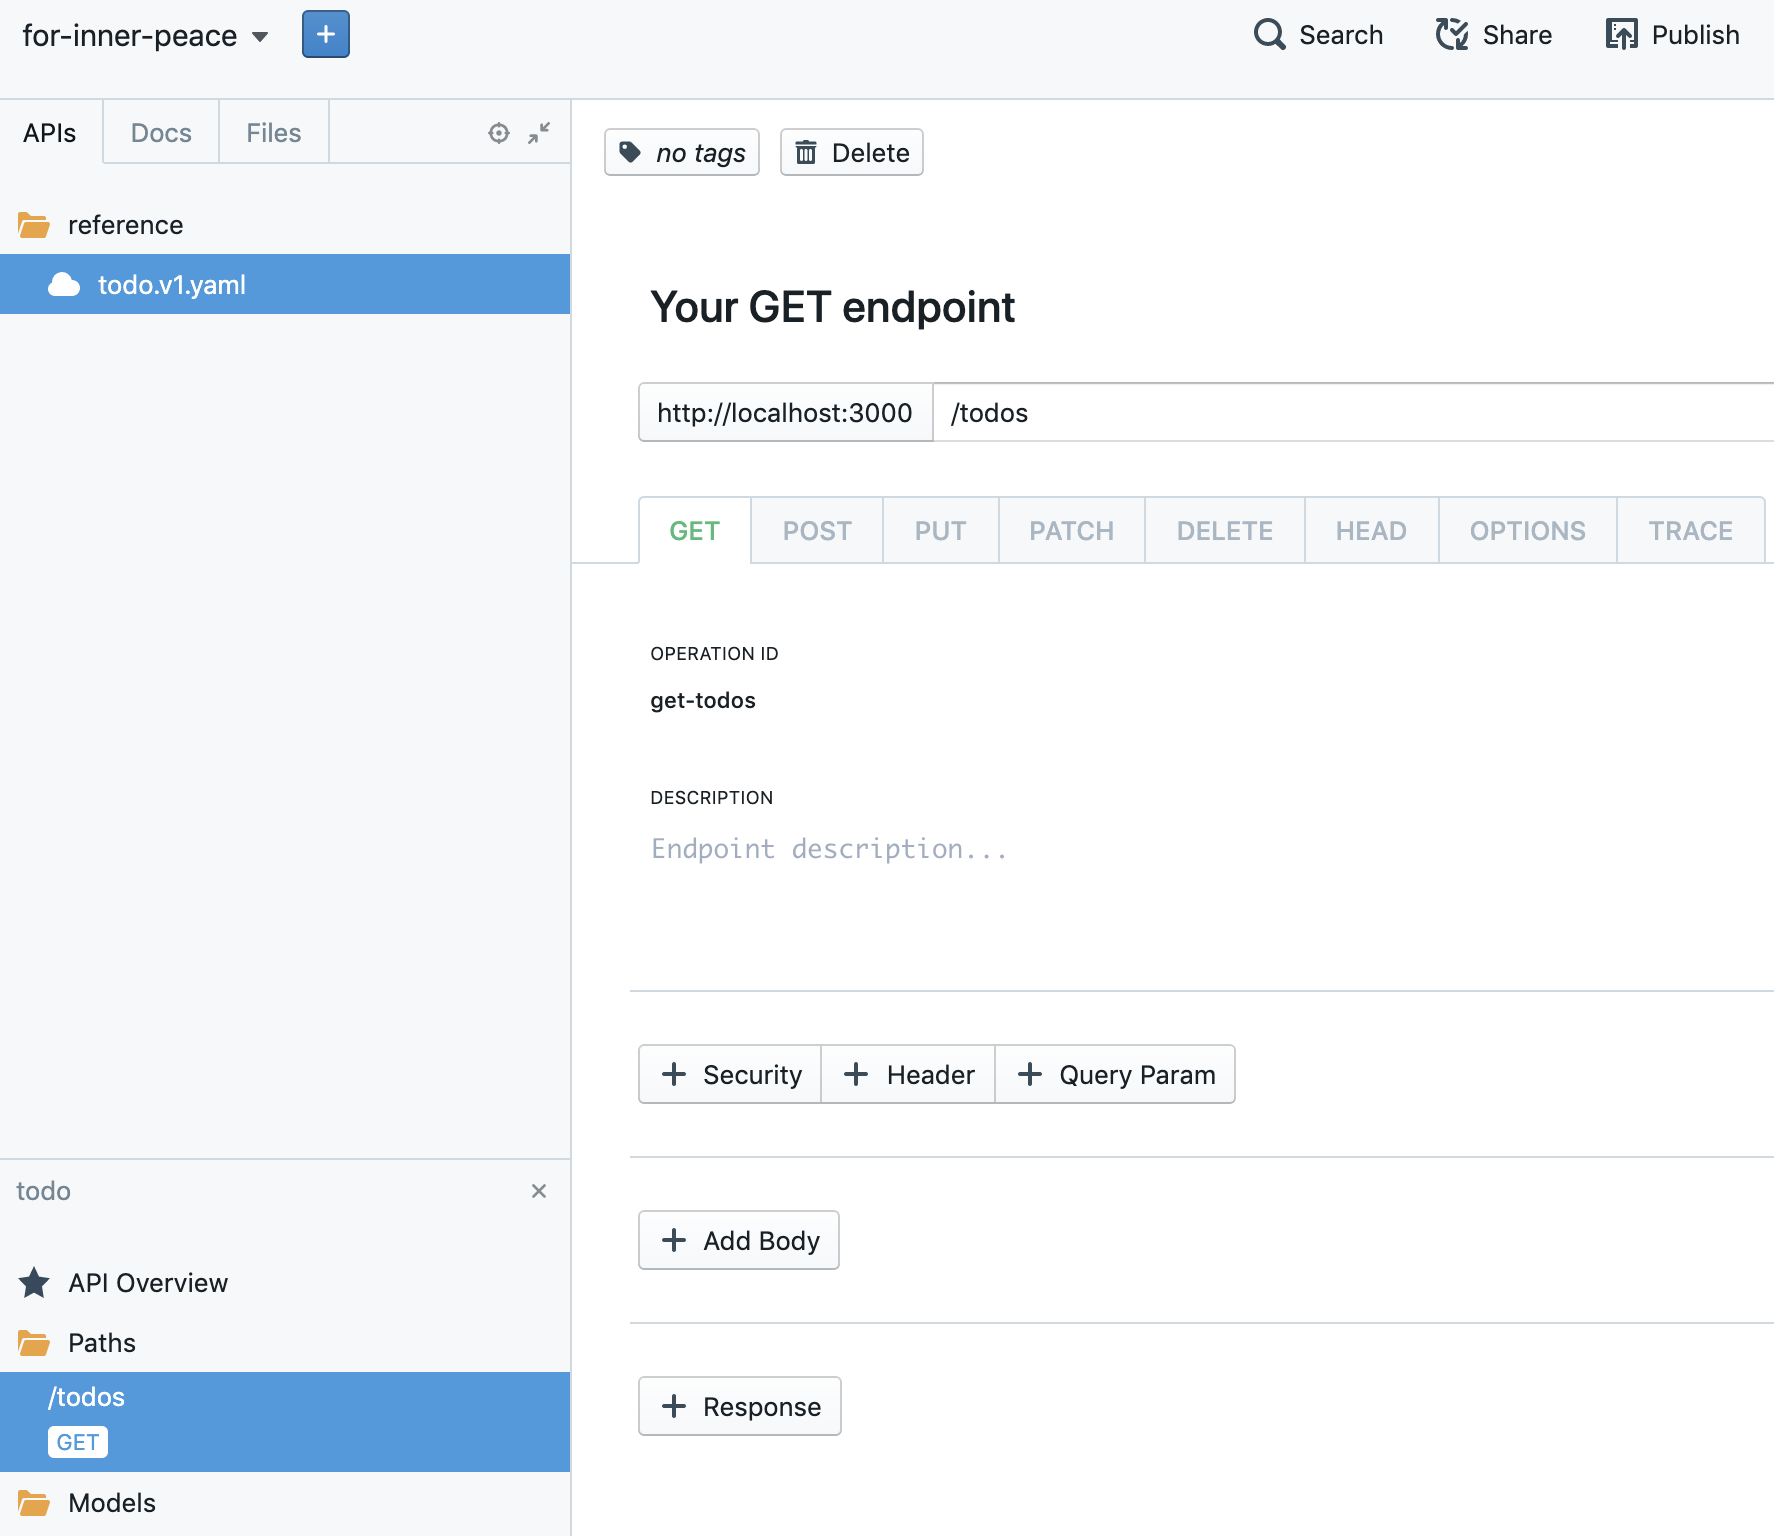 for-inner-peace
Search
Share
Publish
APIs
Docs
Files
reference
todo.v1.yaml
no tags
Delete
Your GET endpoint
http://localhost:3000
/todos
GET
POST
PUT
PATCH
DELETE
HEAD
OPTIONS
TRACE
OPERATION ID
get-todos
DESCRIPTION
Endpoint description...
Security
Header
Query Param
Add Body
Response
todo
API Overview
Paths
/todos
GET
Models